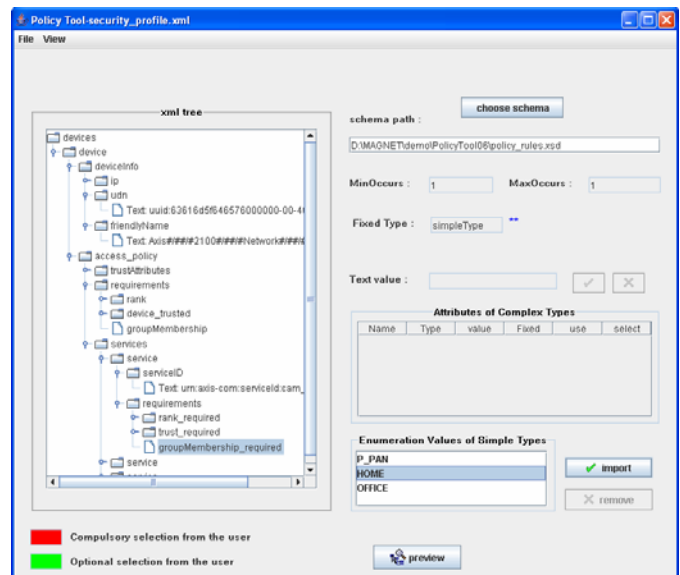 Policy Tool-security_profile.xml
File View
xml tree
devices
device
deviceInfo
ip
udn
Text: uuid:63616d5f646576000000-00-4
friendlyName
Text: Axis#/##/#2100#/##/#Network#/##/#
access_policy
trustAttributes
requirements
rank
device_trusted
groupMembership
services
service
serviceID
Text: urn:axis-com:serviceId:cam_
requirements
rank_required
trust_required
groupMembership_required
service
choose schema
schema path :
D:\MAGNET\demo\PolicyTool06\policy_rules.xsd
MinOccurs : 1 MaxOccurs : 1
Fixed Type : simpleType **
Text value :
Attributes of Complex Types
Name Type value Fixed use select
Enumeration Values of Simple Types
P_PAN
HOME
OFFICE
import
remove
Compulsory selection from the user
Optional selection from the user
preview